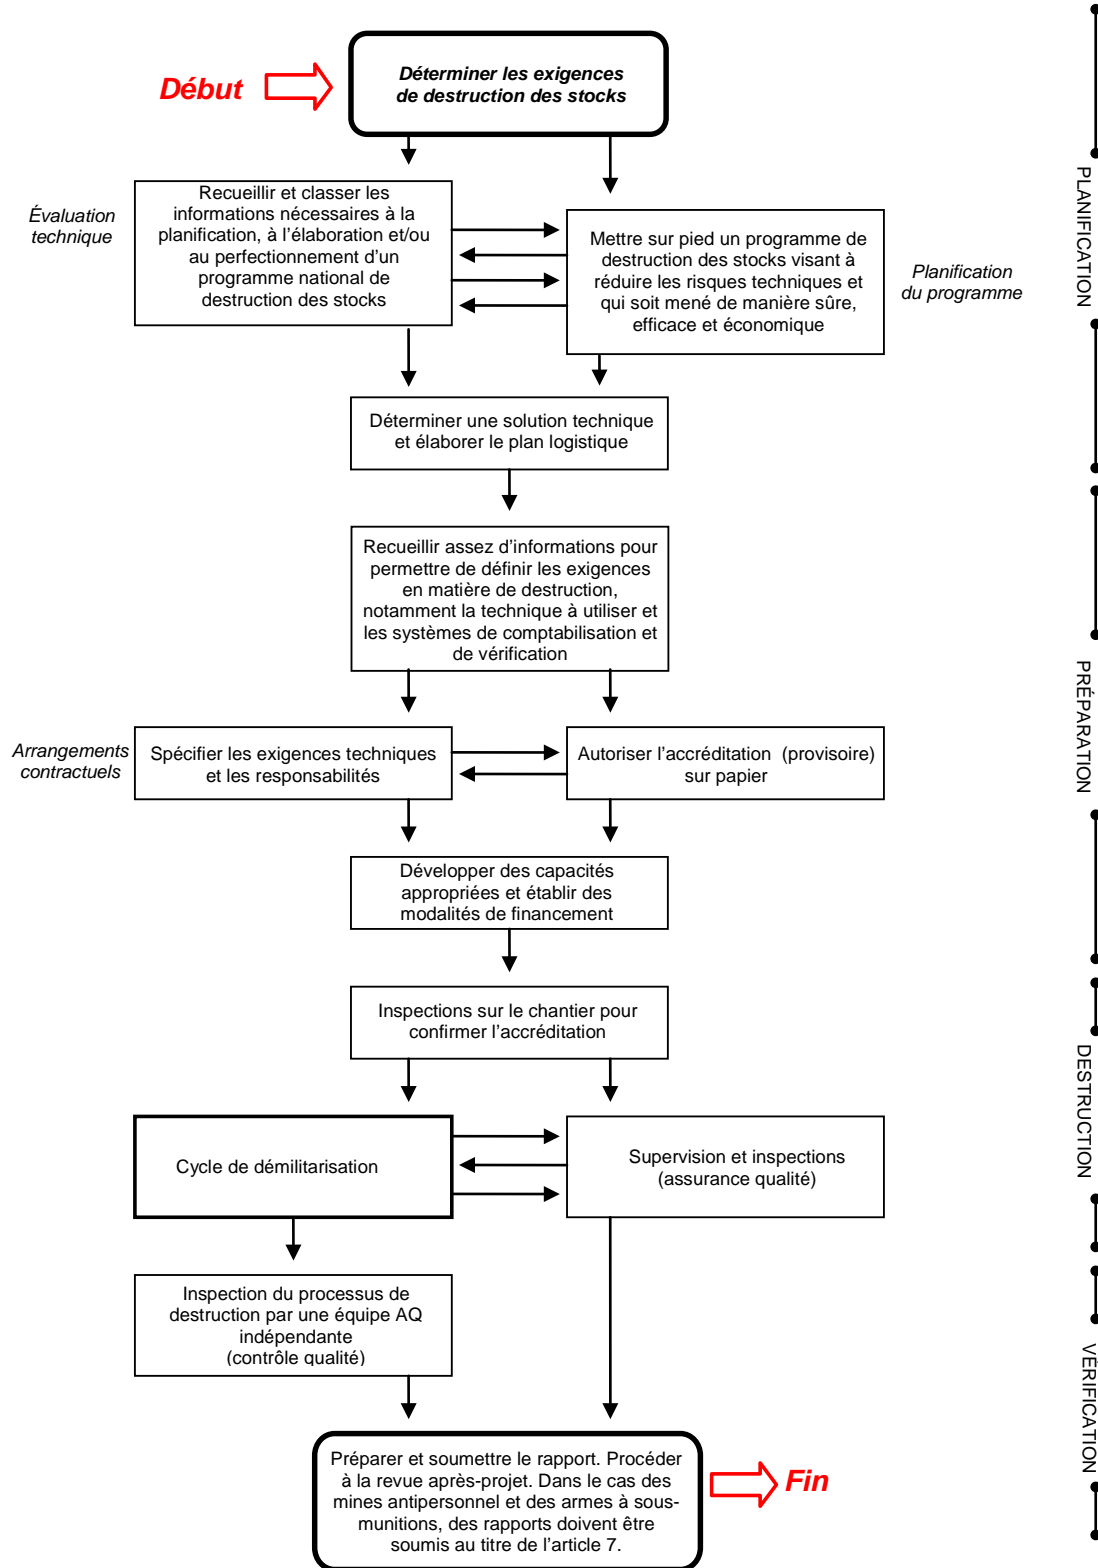 Début
Déterminer les exigences
de destruction des stocks
Évaluation
technique
Recueillir et classer les
informations nécessaires à la
planification, à l’élaboration et/ou
au perfectionnement d’un
programme national de
destruction des stocks
Mettre sur pied un programme de
destruction des stocks visant à
réduire les risques techniques et
qui soit mené de manière sûre,
efficace et économique
Planification
du programme
PLANIFICATION
Déterminer une solution technique
et élaborer le plan logistique
Recueillir assez d’informations pour
permettre de définir les exigences
en matière de destruction,
notamment la technique à utiliser et
les systèmes de comptabilisation et
de vérification
Arrangements
contractuels
Spécifier les exigences techniques
et les responsabilités
Autoriser l’accréditation (provisoire)
sur papier
PRÉPARATION
Développer des capacités
appropriées et établir des
modalités de financement
Inspections sur le chantier pour
confirmer l’accréditation
Cycle de démilitarisation
Supervision et inspections
(assurance qualité)
DESTRUCTION
Inspection du processus de
destruction par une équipe AQ
indépendante
(contrôle qualité)
VÉRIFICATION
Préparer et soumettre le rapport. Procéder
à la revue après-projet. Dans le cas des
mines antipersonnel et des armes à sous-
munitions, des rapports doivent être
soumis au titre de l’article 7.
Fin